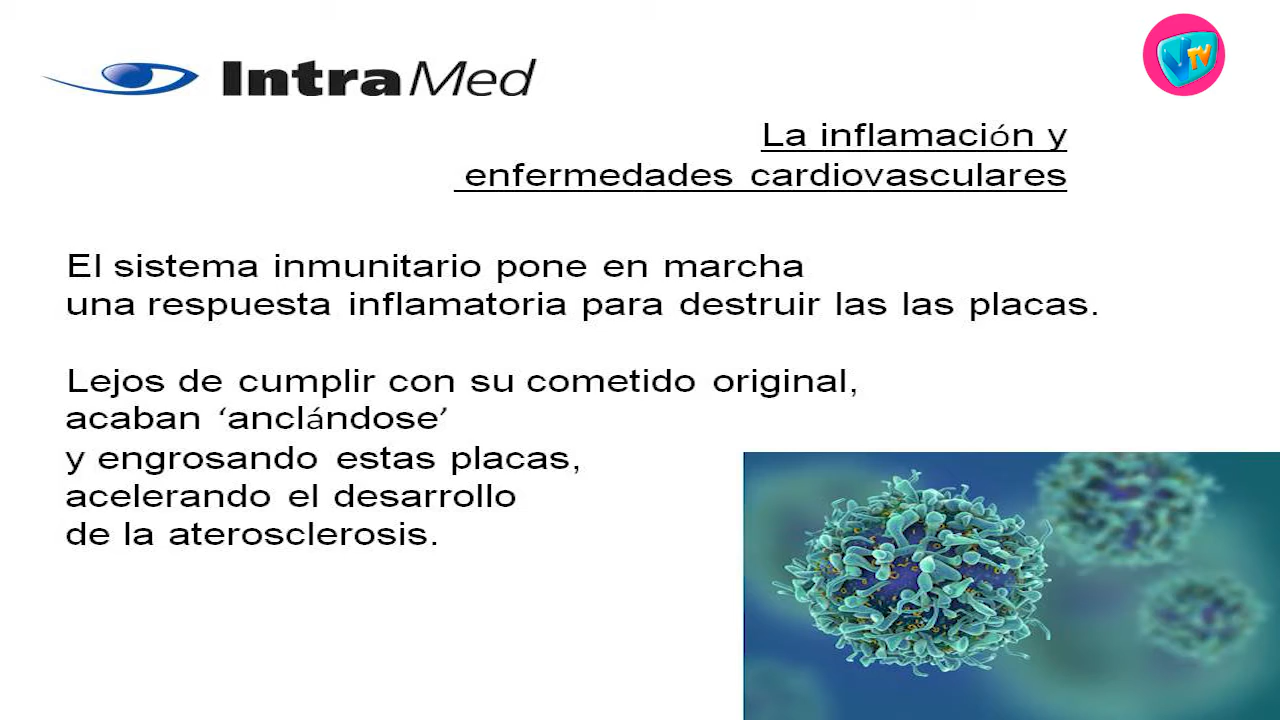 IntraMed
VTV
La inflamación y
enfermedades cardiovasculares
El sistema inmunitario pone en marcha
una respuesta inflamatoria para destruir las las placas.
Lejos de cumplir con su cometido original,
acaban ‘anclándose’
y engrosando estas placas,
acelerando el desarrollo
de la aterosclerosis.